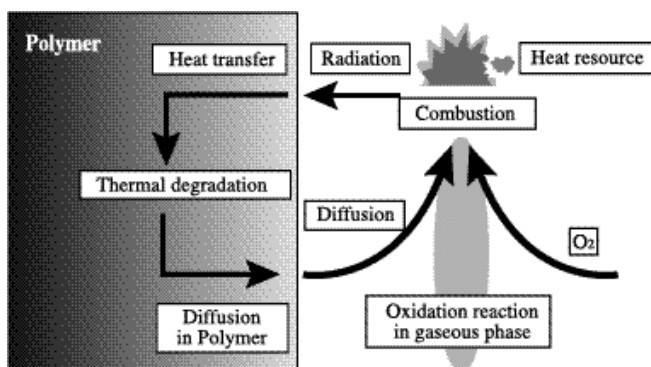 Polymer
Heat transfer
Radiation
Heat resource
Combustion
Thermal degradation
Diffusion
O₂
Diffusion
in Polymer
Oxidation reaction
in gaseous phase